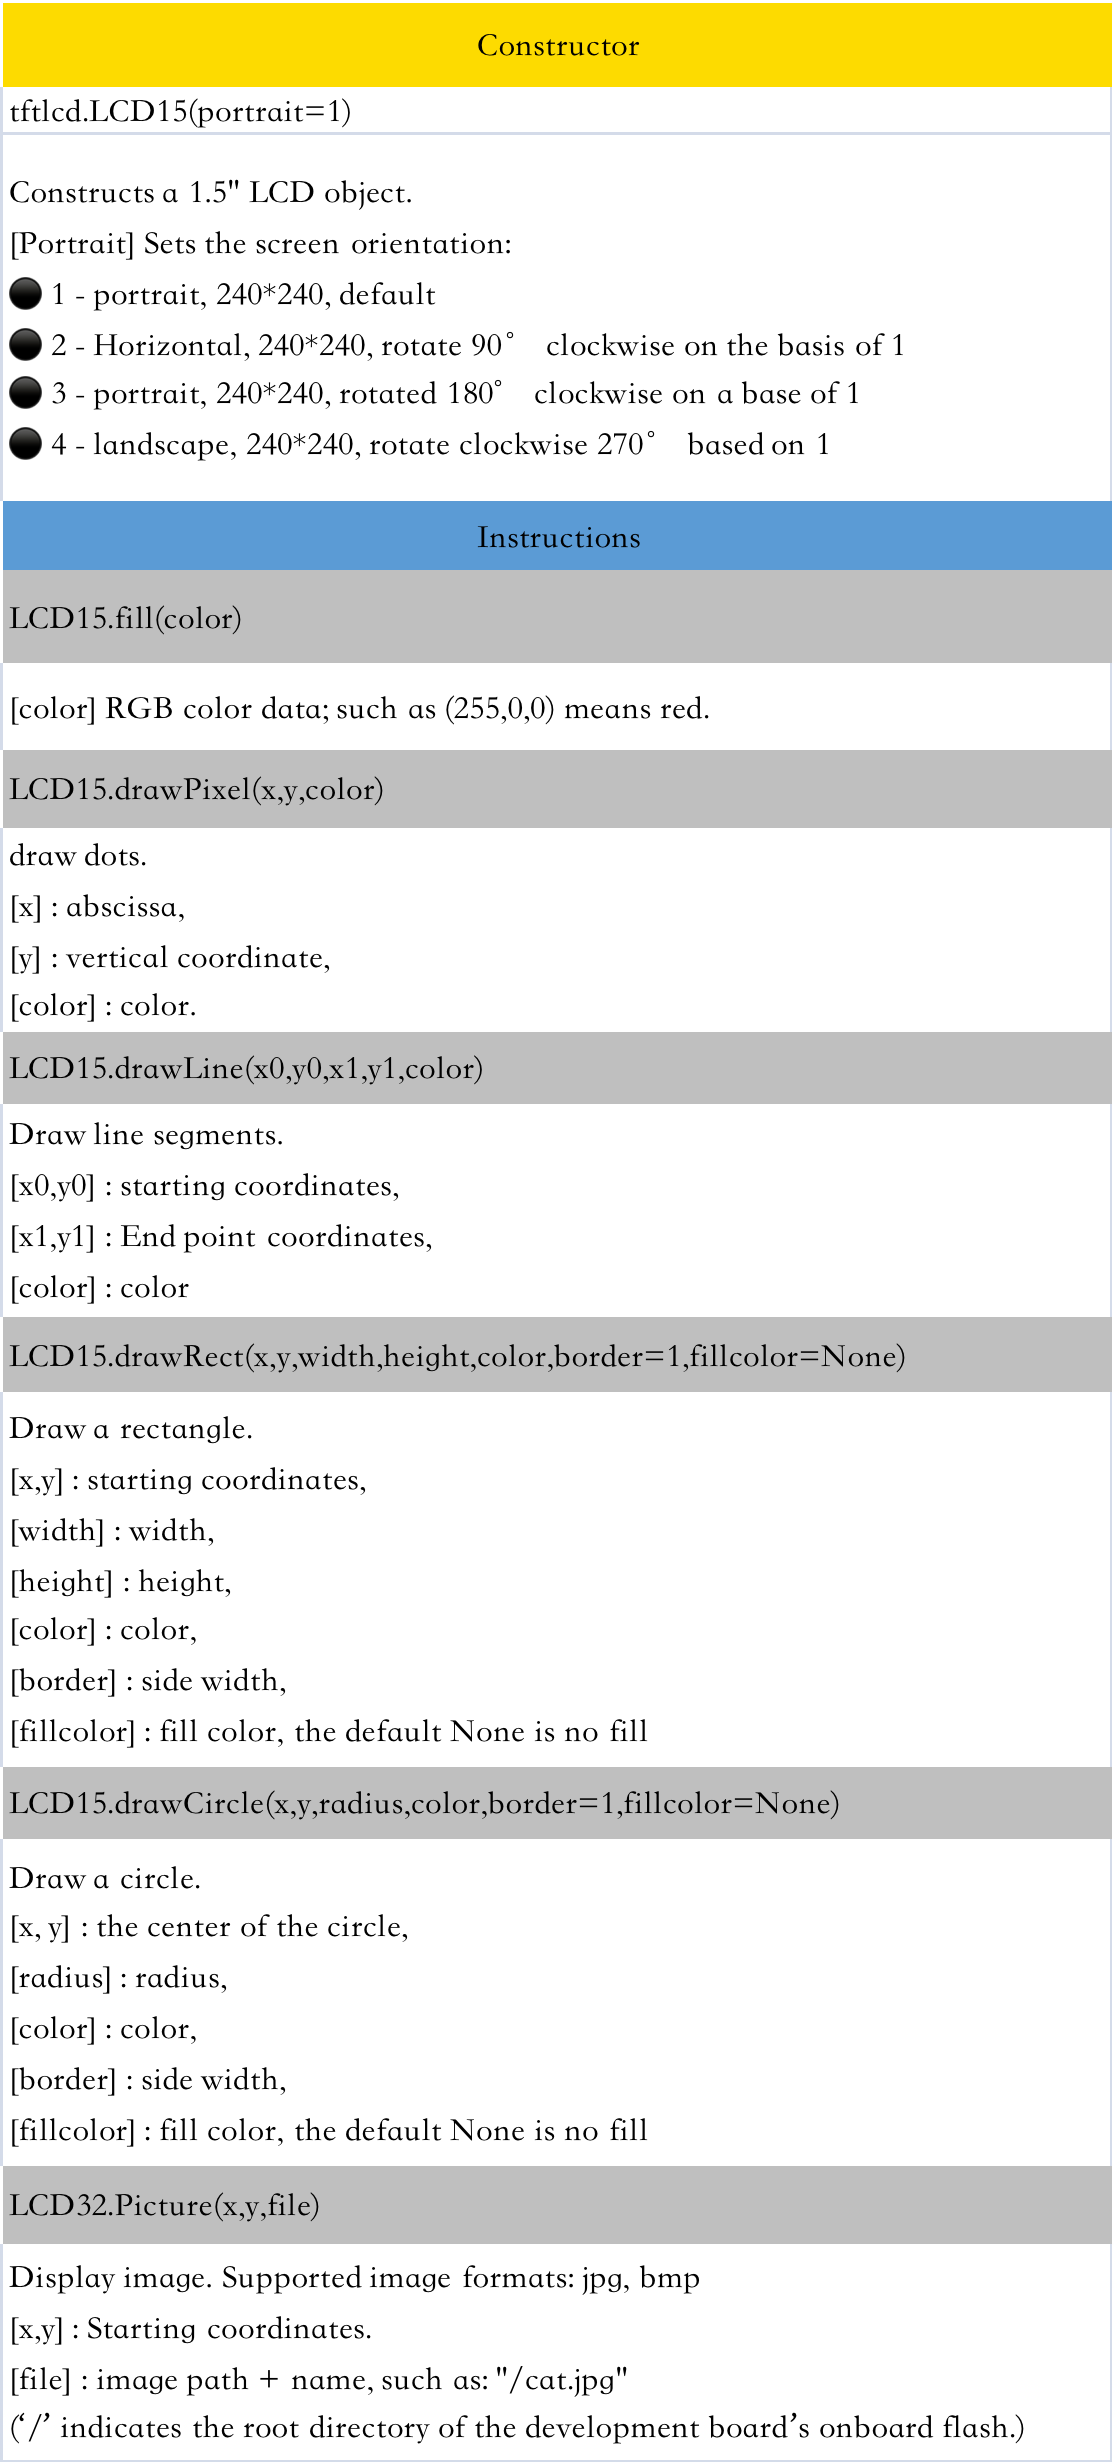 Constructor
tftlcd.LCD15(portrait=1)
Constructs a 1.5" LCD object.
[Portrait] Sets the screen orientation:
● 1 - portrait, 240*240, default
● 2 - Horizontal, 240*240, rotate 90° clockwise on the basis of 1
● 3 - portrait, 240*240, rotated 180° clockwise on a base of 1
● 4 - landscape, 240*240, rotate clockwise 270° based on 1
Instructions
LCD15.fill(color)
[color] RGB color data; such as (255,0,0) means red.
LCD15.drawPixel(x,y,color)
draw dots.
[x] : abscissa,
[y] : vertical coordinate,
[color] : color.
LCD15.drawLine(x0,y0,x1,y1,color)
Draw line segments.
[x0,y0] : starting coordinates,
[x1,y1] : End point coordinates,
[color] : color
LCD15.drawRect(x,y,width,height,color,border=1,fillcolor=None)
Draw a rectangle.
[x,y] : starting coordinates,
[width] : width,
[height] : height,
[color] : color,
[border] : side width,
[fillcolor] : fill color, the default None is no fill
LCD15.drawCircle(x,y,radius,color,border=1,fillcolor=None)
Draw a circle.
[x, y] : the center of the circle,
[radius] : radius,
[color] : color,
[border] : side width,
[fillcolor] : fill color, the default None is no fill
LCD32.Picture(x,y,file)
Display image. Supported image formats: jpg, bmp
[x,y] : Starting coordinates.
[file] : image path + name, such as: "/cat.jpg"
(‘/’ indicates the root directory of the development board’s onboard flash.)